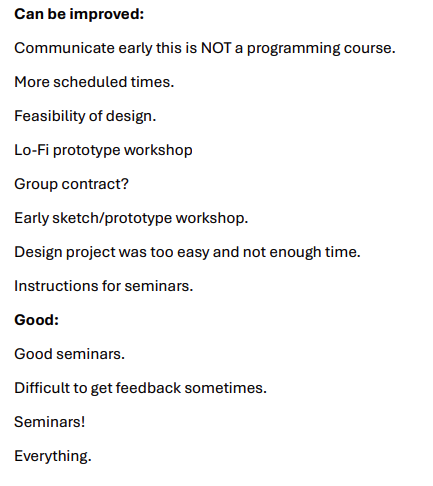 Can be improved:
Communicate early this is NOT a programming course.
More scheduled times.
Feasibility of design.
Lo-Fi prototype workshop
Group contract?
Early sketch/prototype workshop.
Design project was too easy and not enough time.
Instructions for seminars.
Good:
Good seminars.
Difficult to get feedback sometimes.
Seminars!
Everything.